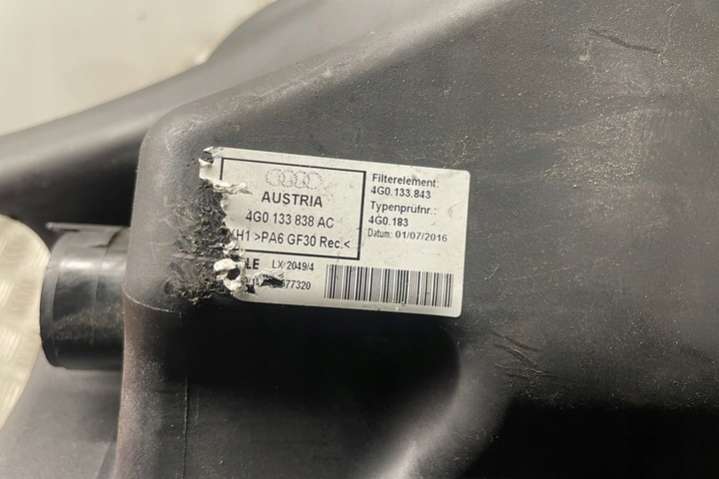 AUSTRIA
4G0 133 838 AC
>PA6 GF30 Rec.<
LX 2049/4
77320
Filterelement:
4G0.133.843
Typenprüfnr.:
4G0.183
Datum: 01/07/2016